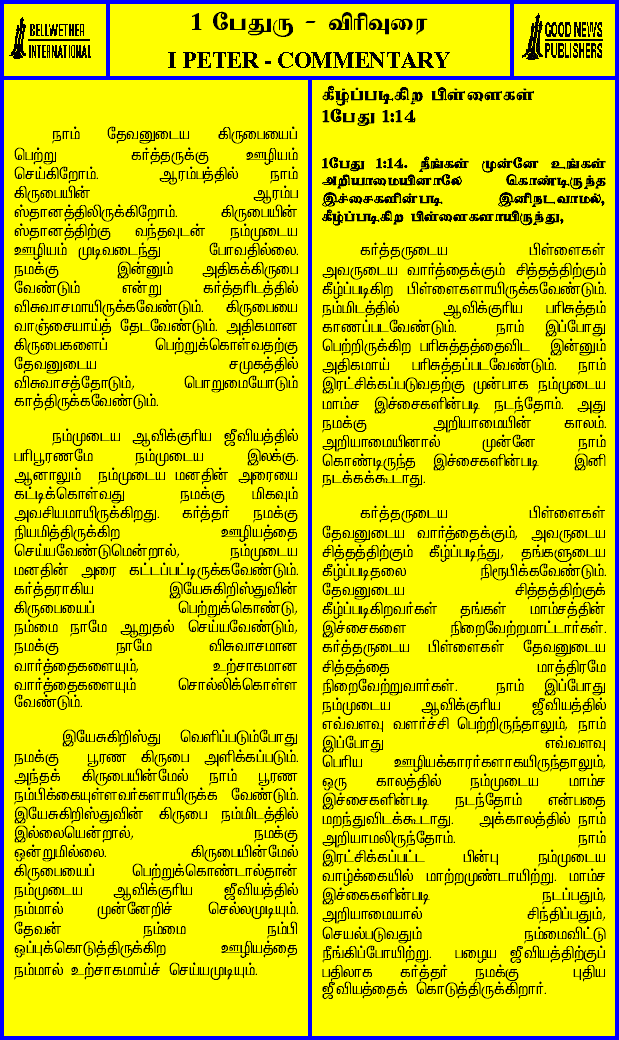 BELLWETHER
INTERNATIONAL
1 பேதுரு - விரிவுரை
I PETER - COMMENTARY
GOOD NEWS
PUBLISHERS
நாம் தேவனுடைய கிருபையைப்
பெற்று கர்த்தருக்கு ஊழியம்
செய்கிறோம். ஆரம்பத்தில் நாம்
கிருபையின் ஆரம்ப
ஸ்தானத்திலிருக்கிறோம். கிருபையின்
ஸ்தானத்திற்கு வந்தவுடன் நம்முடைய
ஊழியம் முடிவடைந்து போவதில்லை.
நமக்கு இன்னும் அதிகக்கிருபை
வேண்டும் என்று கர்த்தரிடத்தில்
விசுவாசமாயிருக்கவேண்டும். கிருபையை
வாஞ்சையாய்த் தேடவேண்டும். அதிகமான
கிருபைகளைப் பெற்றுக்கொள்வதற்கு
தேவனுடைய சமுகத்தில்
விசுவாசத்தோடும், பொறுமையோடும்
காத்திருக்கவேண்டும்.
நம்முடைய ஆவிக்குரிய ஜீவியத்தில்
பரிபூரணமே நம்முடைய இலக்கு.
ஆனாலும் நம்முடைய மனதின் அரையை
கட்டிக்கொள்வது நமக்கு மிகவும்
அவசியமாயிருக்கிறது. கர்த்தர் நமக்கு
நியமித்திருக்கிற ஊழியத்தை
செய்யவேண்டுமென்றால், நம்முடைய
மனதின் அரை கட்டப்பட்டிருக்கவேண்டும்.
கர்த்தராகிய இயேசுகிறிஸ்துவின்
கிருபையைப் பெற்றுக்கொண்டு,
நம்மை நாமே ஆறுதல் செய்யவேண்டும்,
நமக்கு நாமே விசுவாசமான
வார்த்தைகளையும், உற்சாகமான
வார்த்தைகளையும் சொல்லிக்கொள்ள
வேண்டும்.
இயேசுகிறிஸ்து வெளிப்படும்போது
நமக்கு பூரண கிருபை அளிக்கப்படும்.
அந்தக் கிருபையின்மேல் நாம் பூரண
நம்பிக்கையுள்ளவர்களாயிருக்க வேண்டும்.
இயேசுகிறிஸ்துவின் கிருபை நம்மிடத்தில்
இல்லையென்றால், நமக்கு
ஒன்றுமில்லை. கிருபையின்மேல்
கிருபையைப் பெற்றுக்கொண்டால்தான்
நம்முடைய ஆவிக்குரிய ஜீவியத்தில்
நம்மால் முன்னேறிச் செல்லமுடியும்.
தேவன் நம்மை நம்பி
ஒப்புக்கொடுத்திருக்கிற ஊழியத்தை
நம்மால் உற்சாகமாய்ச் செய்யமுடியும்.
கீழ்ப்படிகிற பிள்ளைகள்
1பேது 1:14
1பேது 1:14. நீங்கள் முன்னே உங்கள்
அறியாமையினாலே கொண்டிருந்த
இச்சைகளின்படி இனிநடவாமல்,
கீழ்ப்படிகிற பிள்ளைகளாயிருந்து,
கர்த்தருடைய பிள்ளைகள்
அவருடைய வார்த்தைக்கும் சித்தத்திற்கும்
கீழ்ப்படிகிற பிள்ளைகளாயிருக்கவேண்டும்.
நம்மிடத்தில் ஆவிக்குரிய பரிசுத்தம்
காணப்படவேண்டும். நாம் இப்போது
பெற்றிருக்கிற பரிசுத்தத்தைவிட இன்னும்
அதிகமாய் பரிசுத்தப்படவேண்டும். நாம்
இரட்சிக்கப்படுவதற்கு முன்பாக நம்முடைய
மாம்ச இச்சைகளின்படி நடந்தோம். அது
நமக்கு அறியாமையின் காலம்.
அறியாமையினால் முன்னே நாம்
கொண்டிருந்த இச்சைகளின்படி இனி
நடக்கக்கூடாது.
கர்த்தருடைய பிள்ளைகள்
தேவனுடைய வார்த்தைக்கும், அவருடைய
சித்தத்திற்கும் கீழ்ப்படிந்து, தங்களுடைய
கீழ்ப்படிதலை நிரூபிக்கவேண்டும்.
தேவனுடைய சித்தத்திற்குக்
கீழ்ப்படிகிறவர்கள் தங்கள் மாம்சத்தின்
இச்சைகளை நிறைவேற்றமாட்டார்கள்.
கர்த்தருடைய பிள்ளைகள் தேவனுடைய
சித்தத்தை மாத்திரமே
நிறைவேற்றுவார்கள். நாம் இப்போது
நம்முடைய ஆவிக்குரிய ஜீவியத்தில்
எவ்வளவு வளர்ச்சி பெற்றிருந்தாலும், நாம்
இப்போது எவ்வளவு
பெரிய ஊழியக்காரர்களாகயிருந்தாலும்,
ஒரு காலத்தில் நம்முடைய மாம்ச
இச்சைகளின்படி நடந்தோம் என்பதை
மறந்துவிடக்கூடாது. அக்காலத்தில் நாம்
அறியாமலிருந்தோம். நாம்
இரட்சிக்கப்பட்ட பின்பு நம்முடைய
வாழ்க்கையில் மாற்றமுண்டாயிற்று. மாம்ச
இச்கைகளின்படி நடப்பதும்,
அறியாமையால் சிந்திப்பதும்,
செயல்படுவதும் நம்மைவிட்டு
நீங்கிப்போயிற்று. பழைய ஜீவியத்திற்குப்
பதிலாக கர்த்தர் நமக்கு புதிய
ஜீவியத்தைக் கொடுத்திருக்கிறார்.